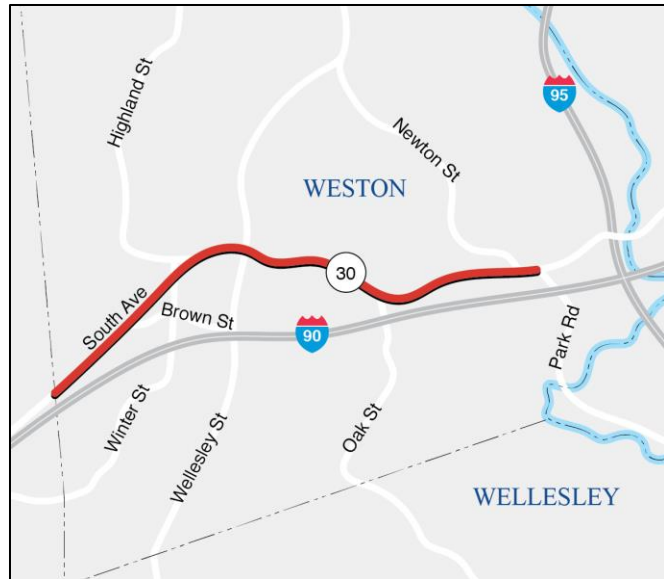 95
Highland St
Newton St
WESTON
30
South Ave
Brown St
90
Park Rd
Winter St
Wellesley St
Oak St
WELLESLEY